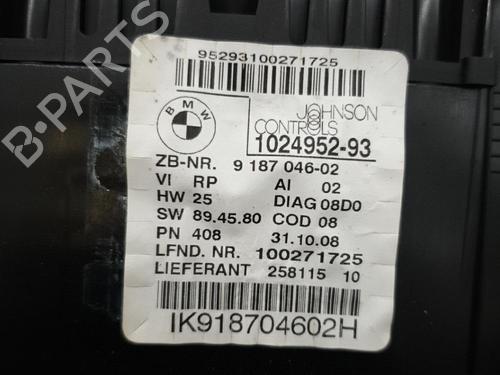 B-PARTS
95293100271725
BMW
JOHNSON
CONTROLS
1024952-93
ZB-NR. 9 187 046-02
VI RP AI 02
HW 25 DIAG 08D0
SW 89.45.80 COD 08
PN 408 31.10.08
LFND. NR. 100271725
LIEFERANT 258115 10
IK918704602H